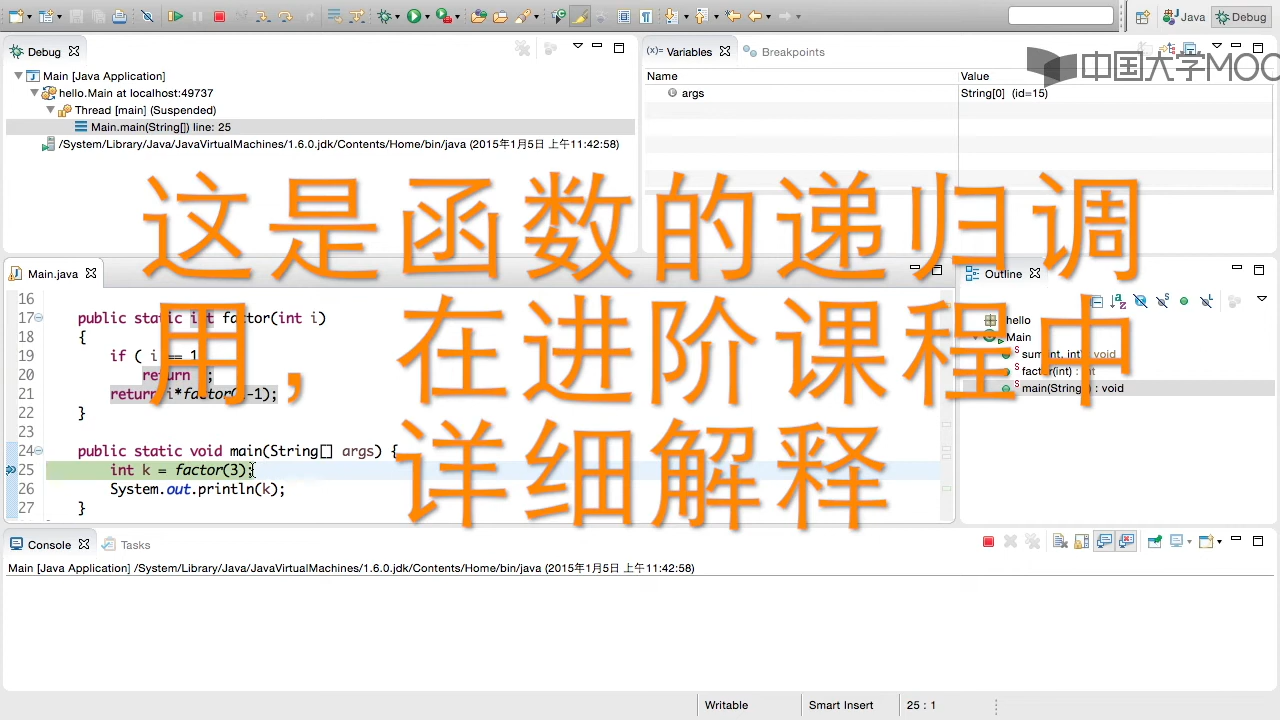 Java
Debug
Debug
Variables
Breakpoints
中国大学MOO
Main [Java Application]
hello.Main at localhost:49737
Thread [main] (Suspended)
Main.main(String[]) line: 25
/System/Library/Java/JavaVirtualMachines/1.6.0.jdk/Contents/Home/bin/java (2015年1月5日 上午11:42:58)
Name
Value
args
String[0] (id=15)
这是函数的递归调
用，在进阶课程中
详细解释
Main.java
16
17 public static int factor(int i)
18 {
19 if ( i == 1
20 return ;
21 return i*factor( -1);
22 }
23
24 public static void main(String[] args) {
25 int k = factor(3);
26 System.out.println(k);
27 }
Outline
hello
Main
sum(int, int) : void
factor(int) : int
main(String[]) : void
Console
Tasks
Main [Java Application] /System/Library/Java/JavaVirtualMachines/1.6.0.jdk/Contents/Home/bin/java (2015年1月5日 上午11:42:58)
Writable
Smart Insert
25 : 1